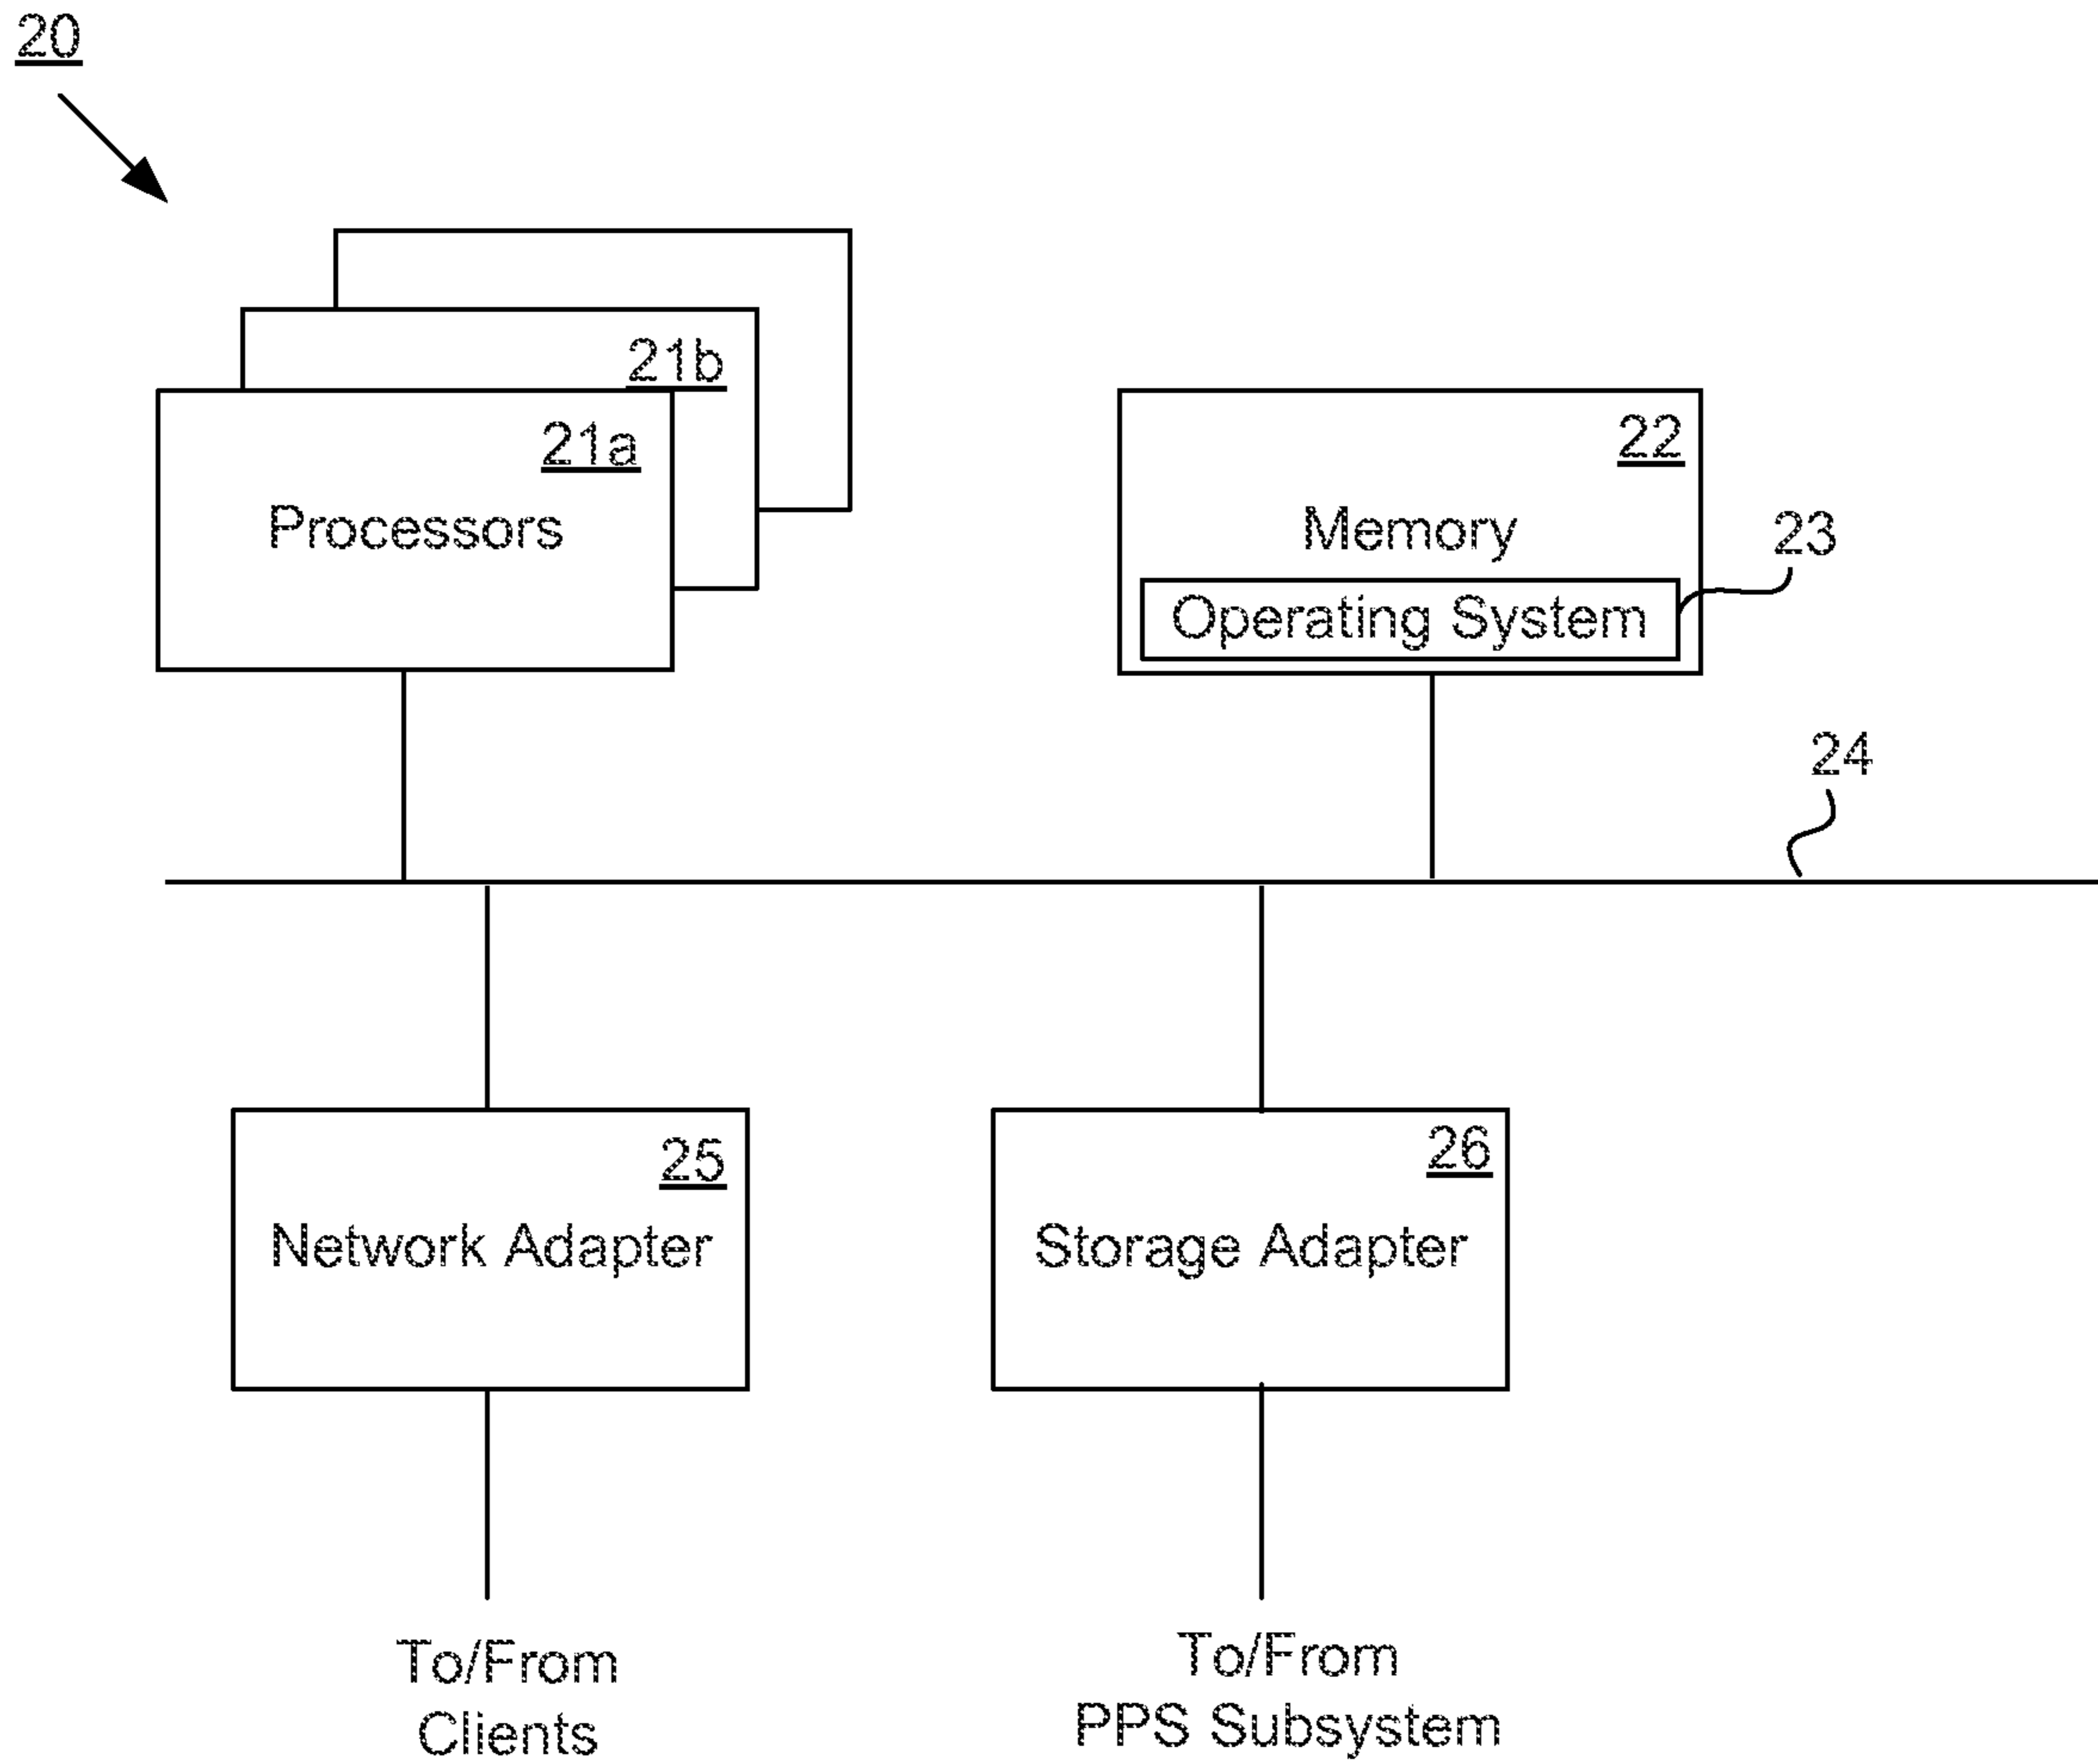 20
21b
21a
Processors
22
Memory
23
Operating System
24
25
Network Adapter
26
Storage Adapter
To/From
Clients
To/From
PPS Subsystem